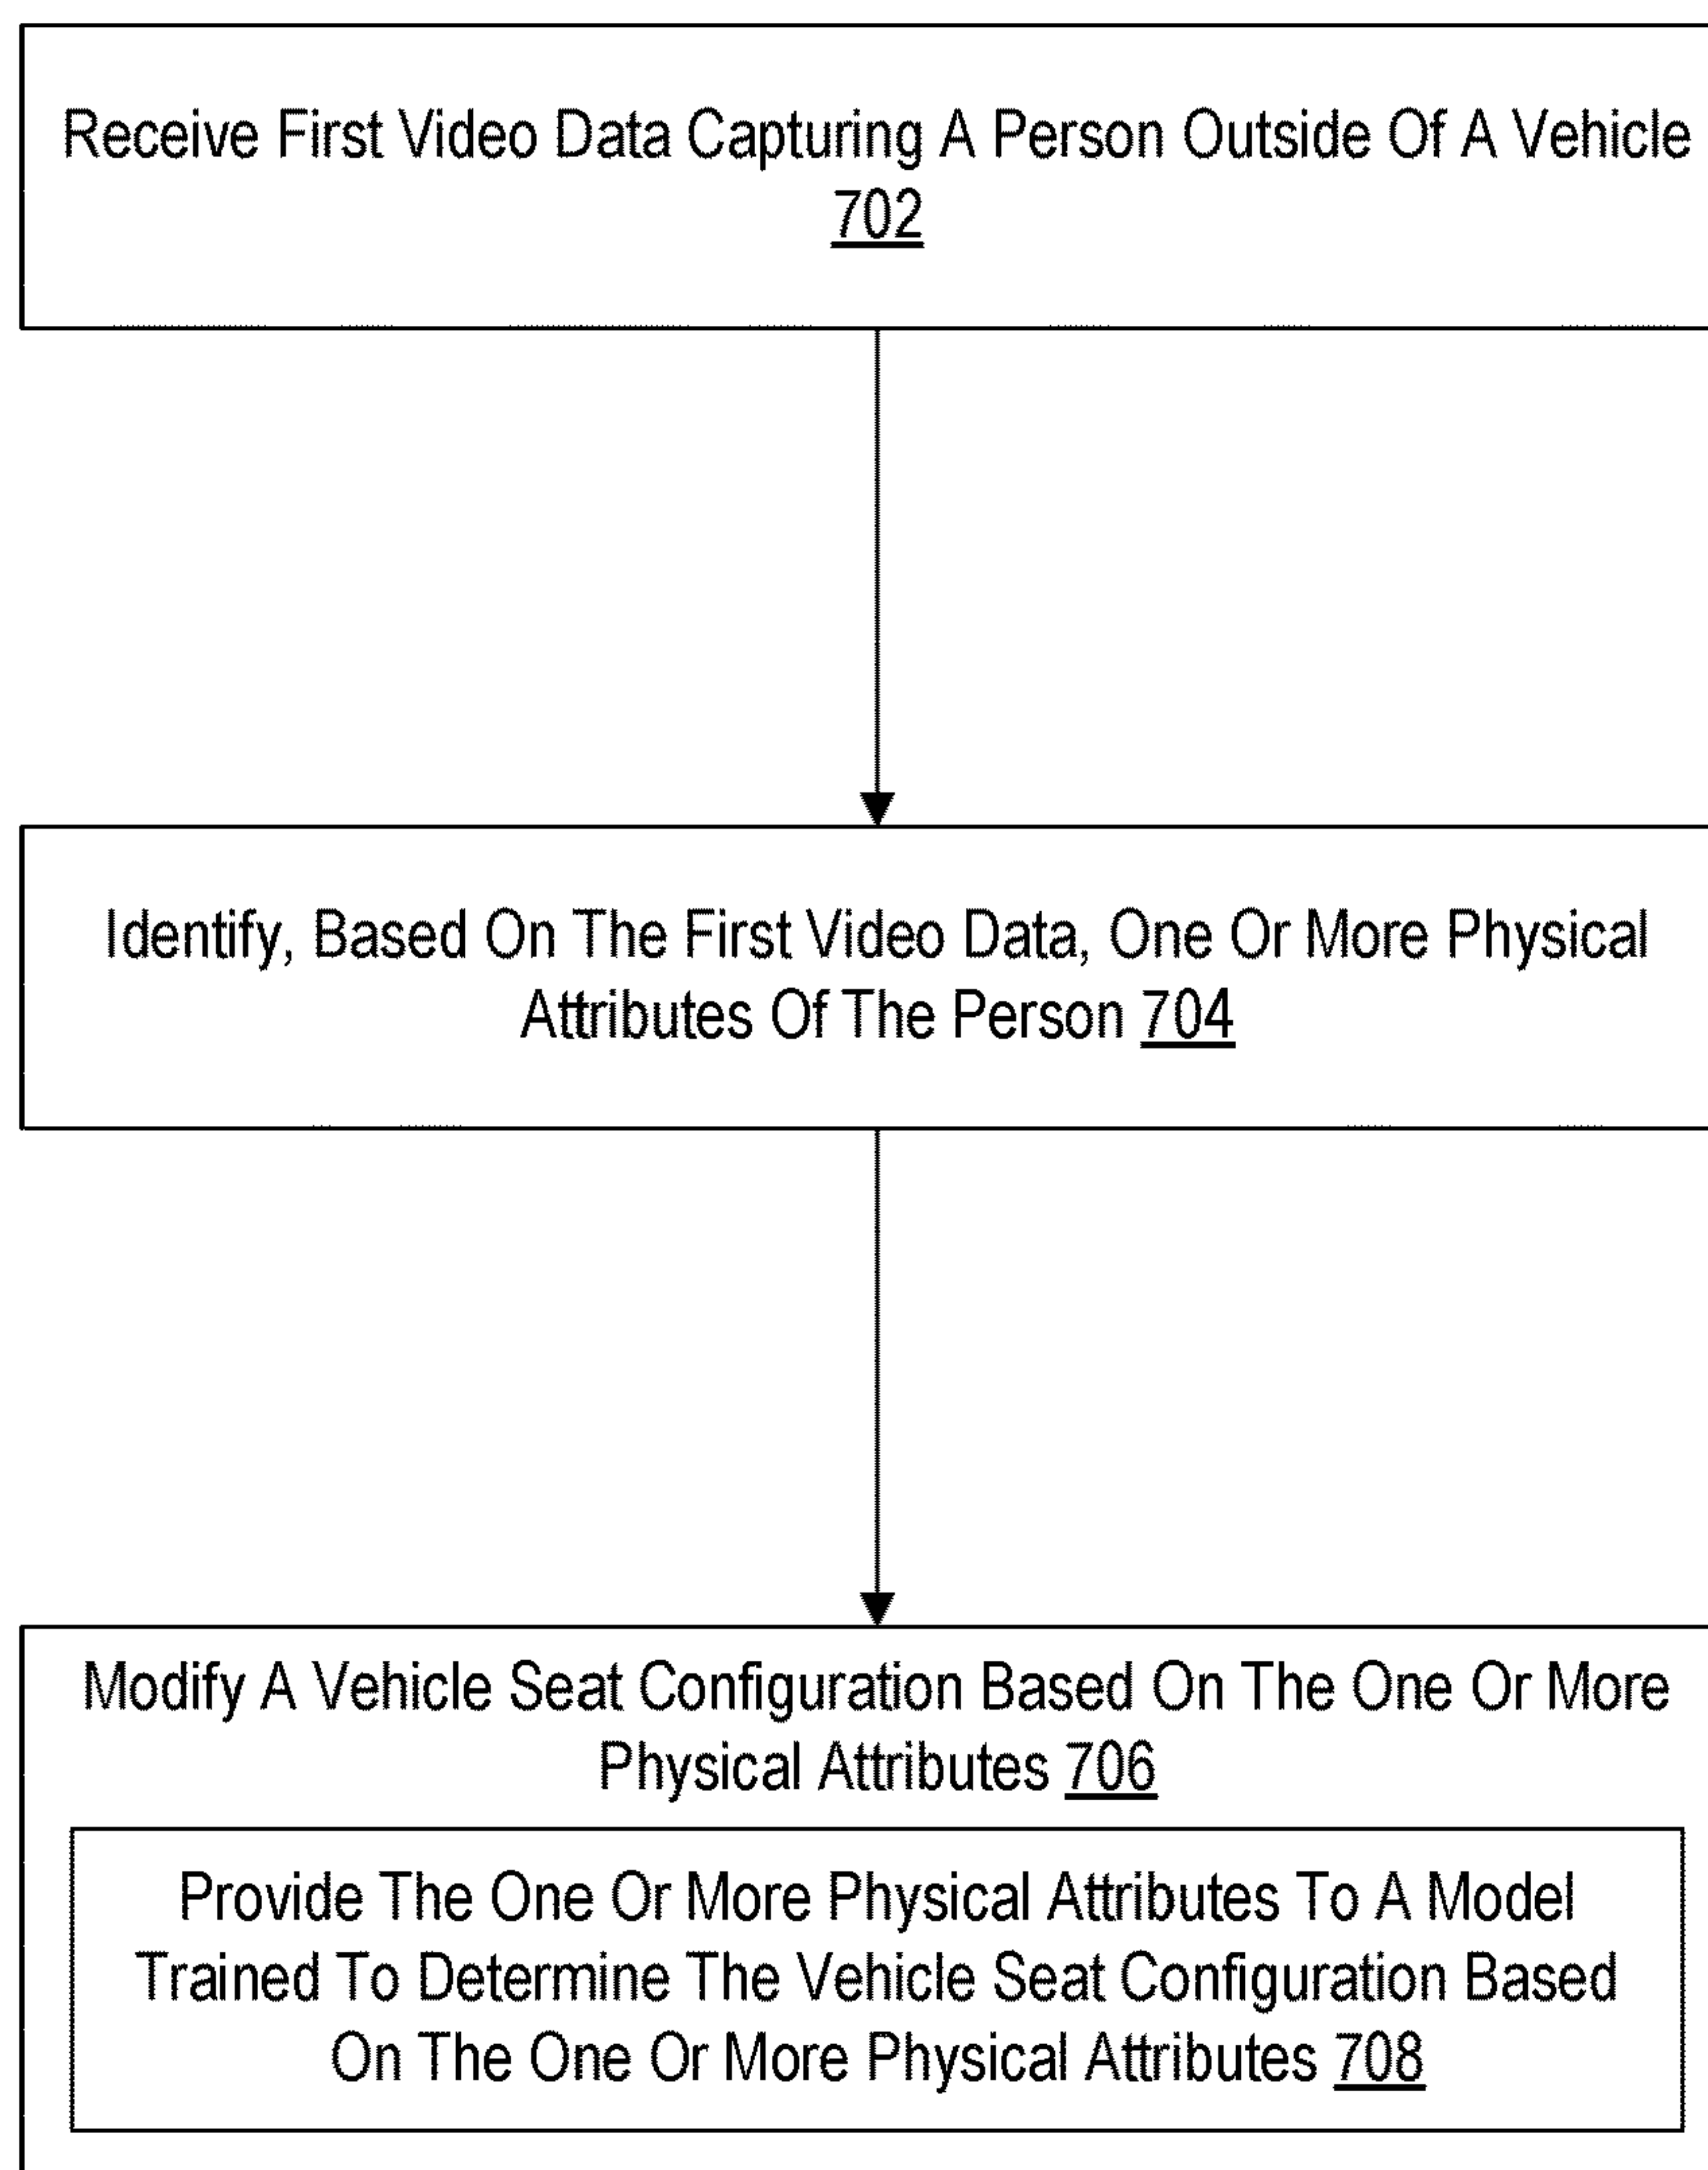 Receive First Video Data Capturing A Person Outside Of A Vehicle
702
Identify, Based On The First Video Data, One Or More Physical
Attributes Of The Person 704
Modify A Vehicle Seat Configuration Based On The One Or More
Physical Attributes 706
Provide The One Or More Physical Attributes To A Model
Trained To Determine The Vehicle Seat Configuration Based
On The One Or More Physical Attributes 708